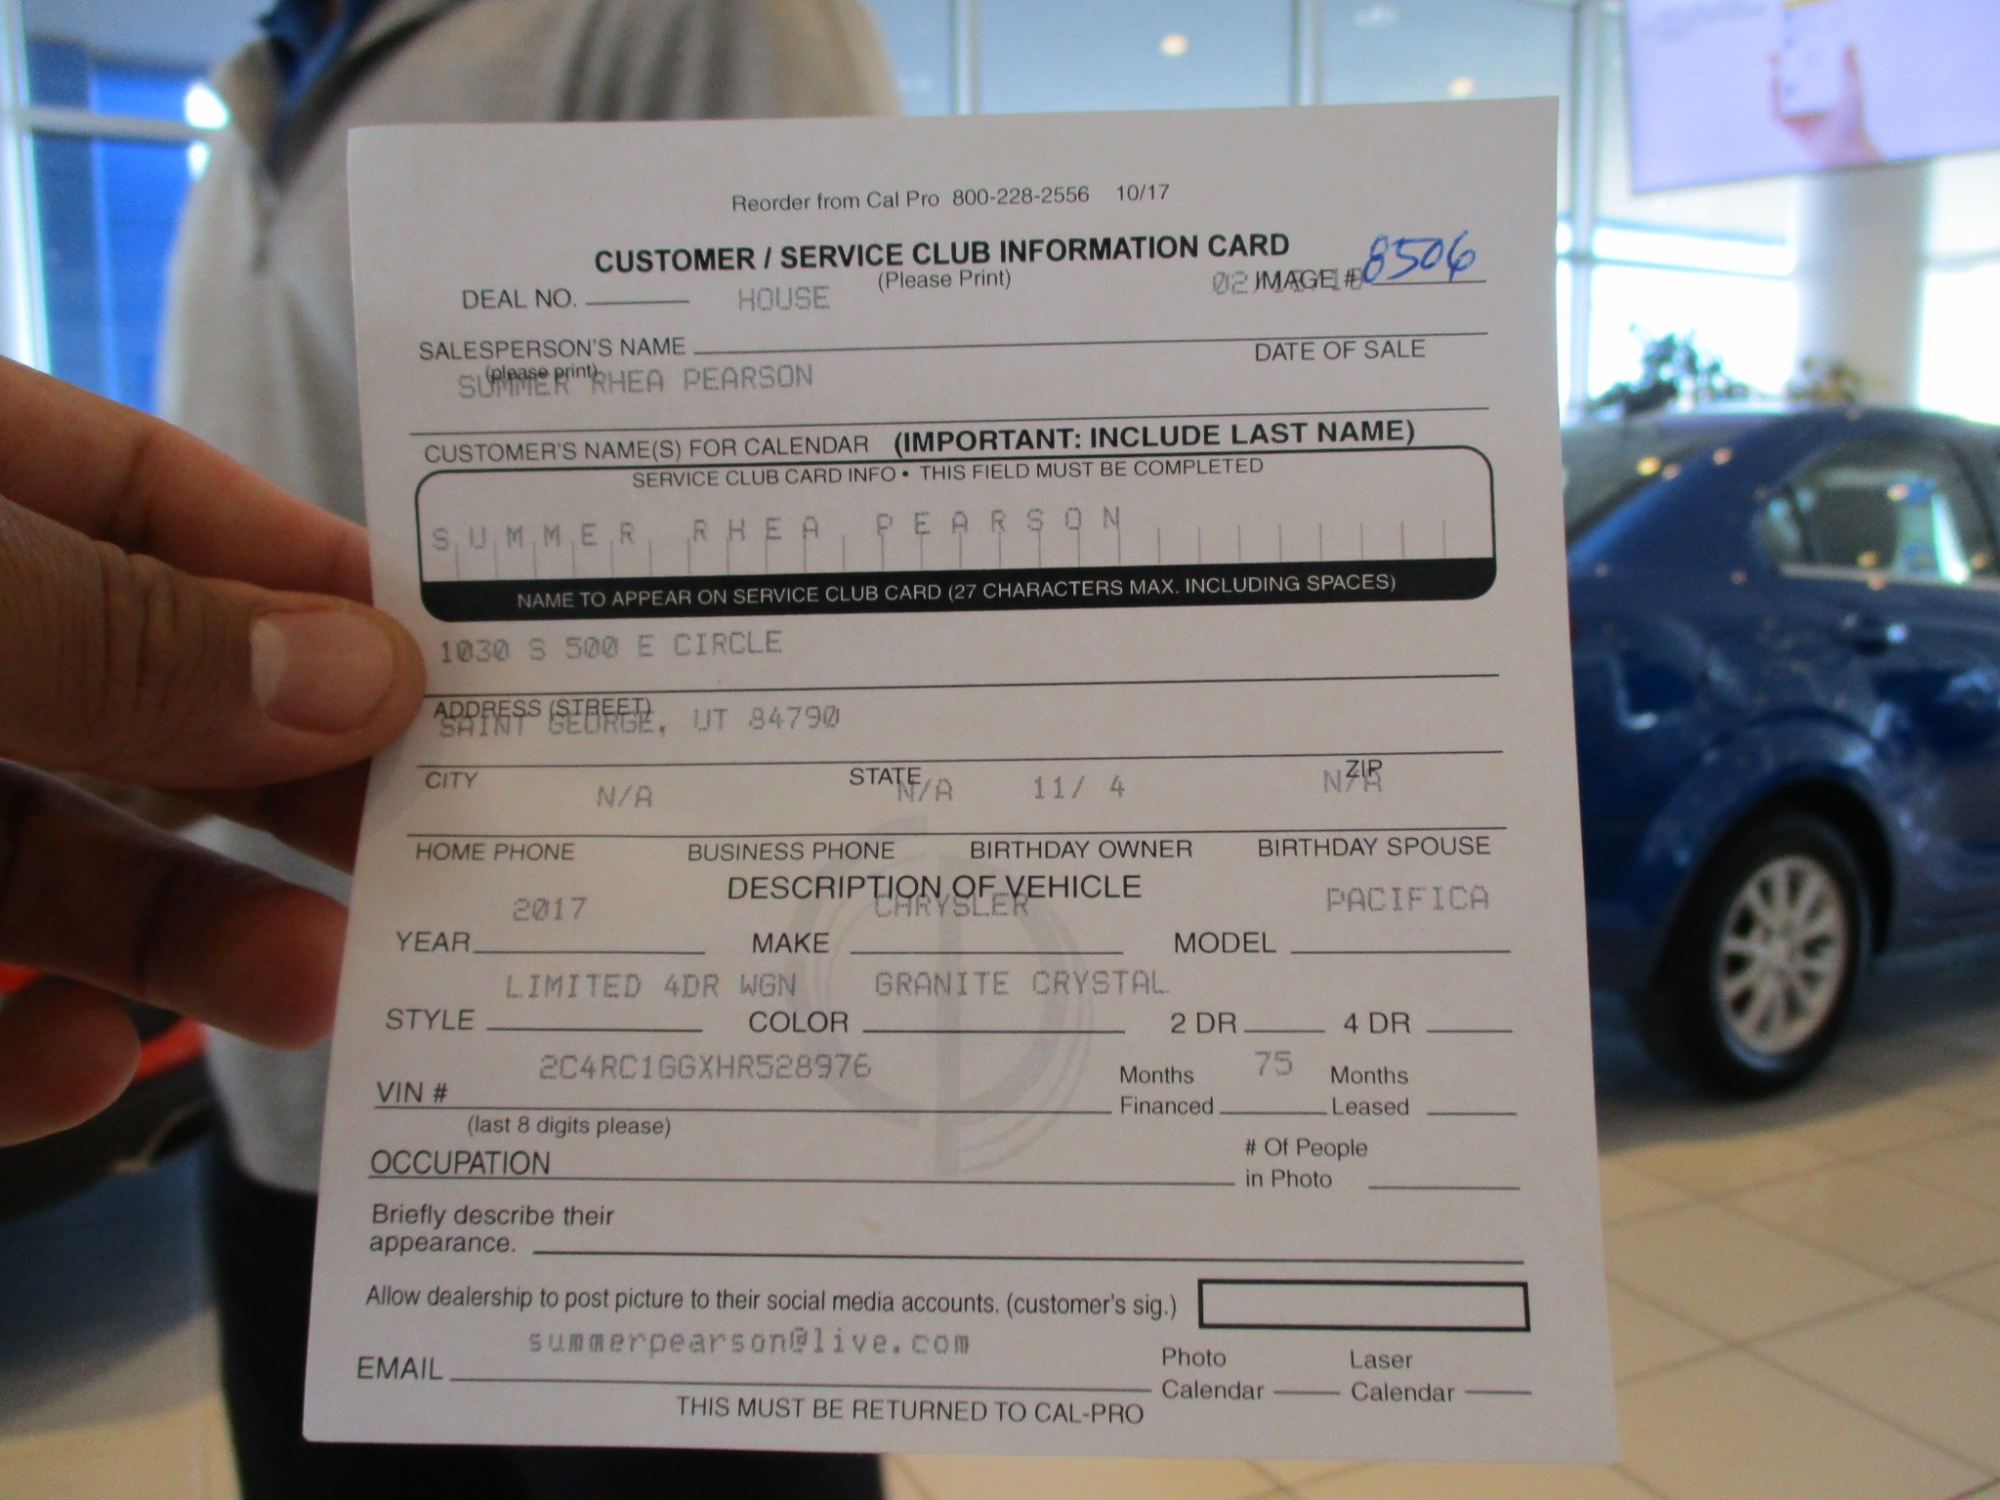 Reorder from Cal Pro 800-228-2556 10/17
CUSTOMER / SERVICE CLUB INFORMATION CARD
(Please Print)
DEAL NO. HOUSE IMAGE # 8506
SALESPERSON'S NAME DATE OF SALE
(please print)
SUMMER RHEA PEARSON
CUSTOMER'S NAME(S) FOR CALENDAR (IMPORTANT: INCLUDE LAST NAME)
SERVICE CLUB CARD INFO • THIS FIELD MUST BE COMPLETED
SUMMER RHEA PEARSON
NAME TO APPEAR ON SERVICE CLUB CARD (27 CHARACTERS MAX. INCLUDING SPACES)
1030 S 500 E CIRCLE
ADDRESS (STREET)
SAINT GEORGE, UT 84790
CITY STATE ZIP
N/A N/A 11/ 4 N/A
HOME PHONE BUSINESS PHONE BIRTHDAY OWNER BIRTHDAY SPOUSE
DESCRIPTION OF VEHICLE
2017 CHRYSLER PACIFICA
YEAR MAKE MODEL
LIMITED 4DR WGN GRANITE CRYSTAL
STYLE COLOR 2 DR 4 DR
2C4RC1GGXHR528976 75
VIN # Months Financed Months Leased
(last 8 digits please)
OCCUPATION # Of People in Photo
Briefly describe their
appearance.
Allow dealership to post picture to their social media accounts. (customer's sig.)
summerpearson@live.com
EMAIL Photo Calendar Laser Calendar
THIS MUST BE RETURNED TO CAL-PRO